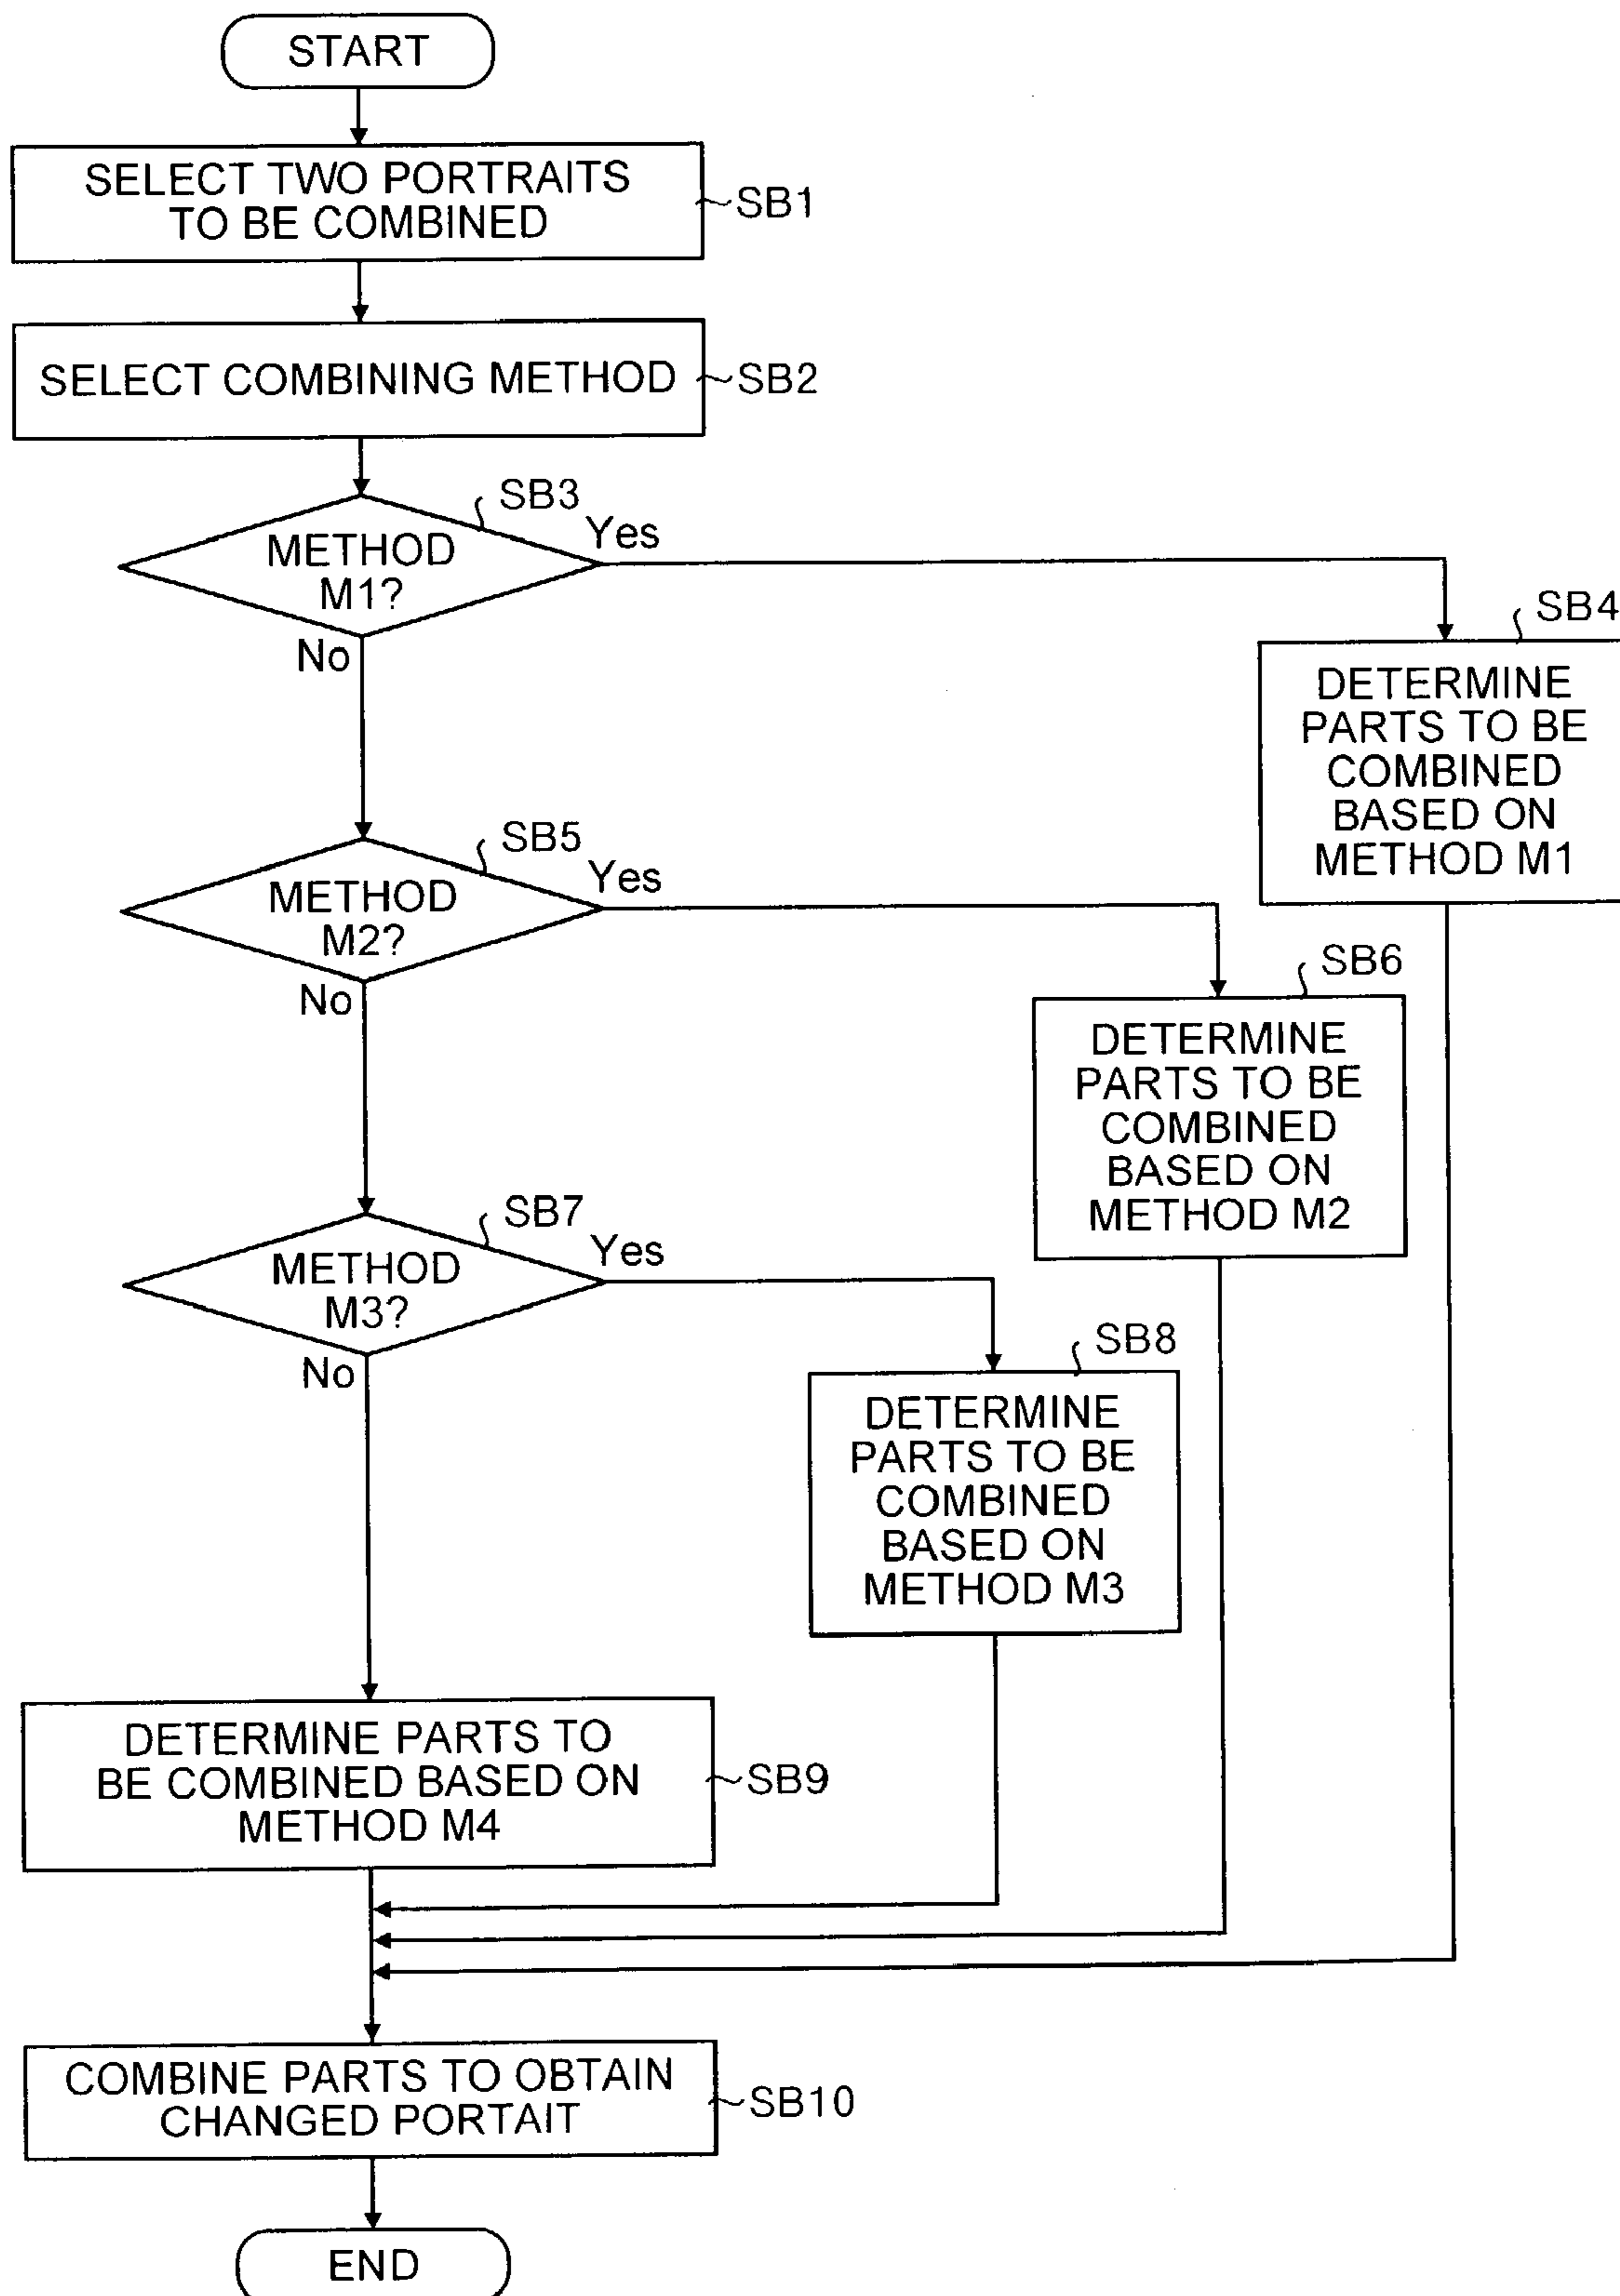 START
SELECT TWO PORTRAITS
TO BE COMBINED
SB1
SELECT COMBINING METHOD
SB2
SB3
METHOD
M1?
Yes
No
SB4
DETERMINE
PARTS TO BE
COMBINED
BASED ON
METHOD M1
SB5
METHOD
M2?
Yes
No
SB6
DETERMINE
PARTS TO BE
COMBINED
BASED ON
METHOD M2
SB7
METHOD
M3?
Yes
No
SB8
DETERMINE
PARTS TO BE
COMBINED
BASED ON
METHOD M3
DETERMINE PARTS TO
BE COMBINED BASED ON
METHOD M4
SB9
COMBINE PARTS TO OBTAIN
CHANGED PORTAIT
SB10
END